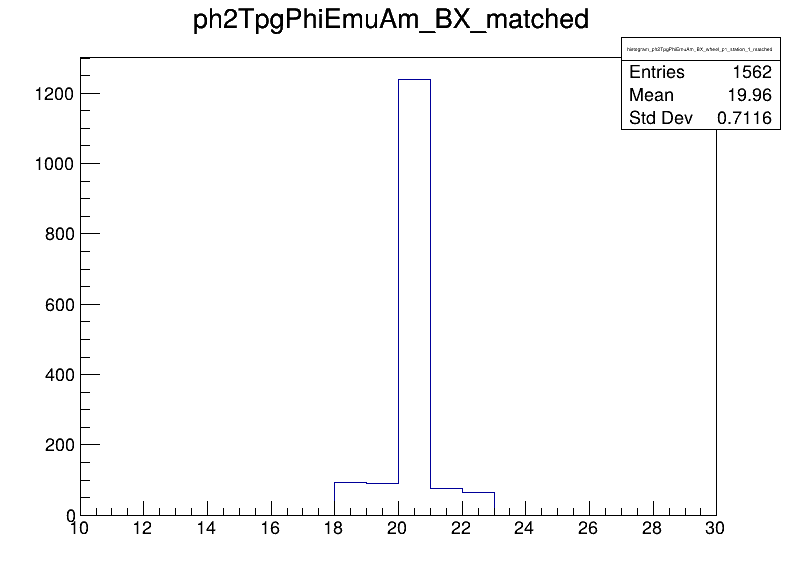 ph2TpgPhiEmuAm_BX_matched
histogram_ph2TpgPhiEmuAm_BX_wheel_p1_station_1_matched
Entries 1562
Mean 19.96
Std Dev 0.7116
1200
1000
800
600
400
200
0
10 12 14 16 18 20 22 24 26 28 30